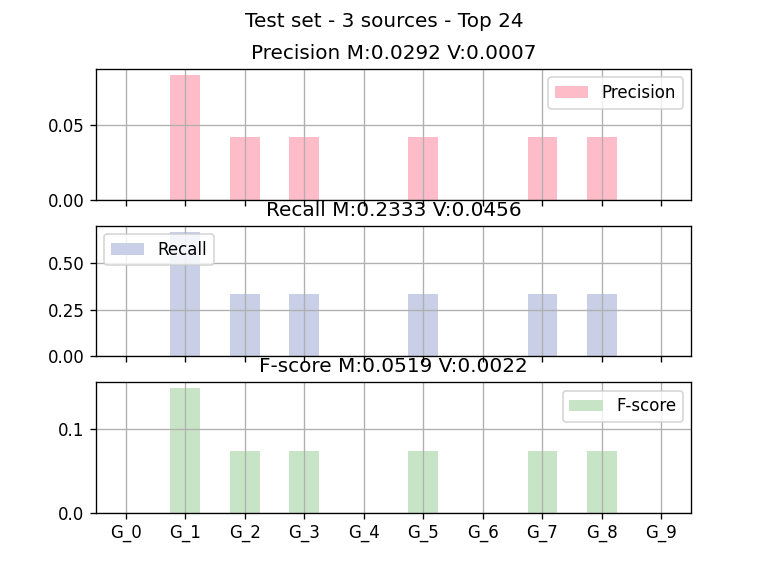 Test set - 3 sources - Top 24
Precision M:0.0292 V:0.0007
Precision
0.05
0.00
Recall M:0.2333 V:0.0456
Recall
0.50
0.25
0.00
F-score M:0.0519 V:0.0022
F-score
0.1
0.0
G_0 G_1 G_2 G_3 G_4 G_5 G_6 G_7 G_8 G_9